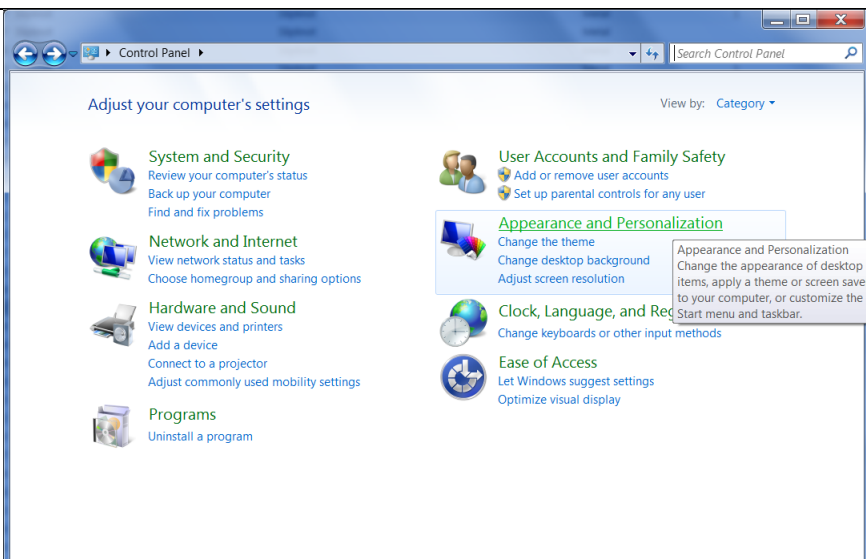 Control Panel
Search Control Panel
Adjust your computer's settings
View by: Category
System and Security
Review your computer's status
Back up your computer
Find and fix problems
Network and Internet
View network status and tasks
Choose homegroup and sharing options
Hardware and Sound
View devices and printers
Add a device
Connect to a projector
Adjust commonly used mobility settings
Programs
Uninstall a program
User Accounts and Family Safety
Add or remove user accounts
Set up parental controls for any user
Appearance and Personalization
Change the theme
Change desktop background
Adjust screen resolution
Appearance and Personalization
Change the appearance of desktop
items, apply a theme or screen save
to your computer, or customize the
Start menu and taskbar.
Clock, Language, and Reg
Change keyboards or other input methods
Ease of Access
Let Windows suggest settings
Optimize visual display